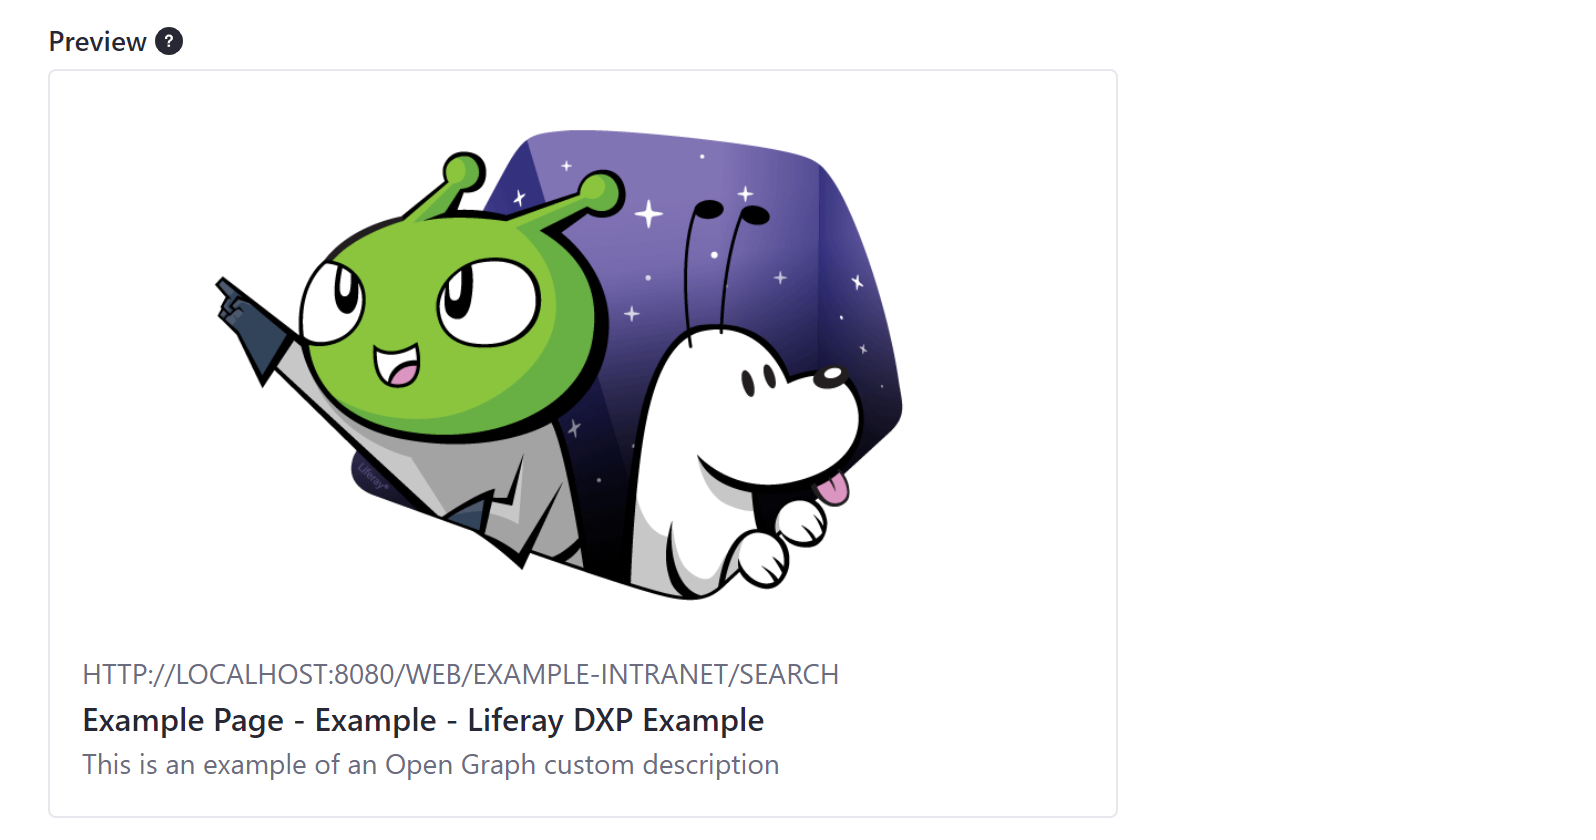 Preview ?
Liferay®
HTTP://LOCALHOST:8080/WEB/EXAMPLE-INTRANET/SEARCH
Example Page - Example - Liferay DXP Example
This is an example of an Open Graph custom description